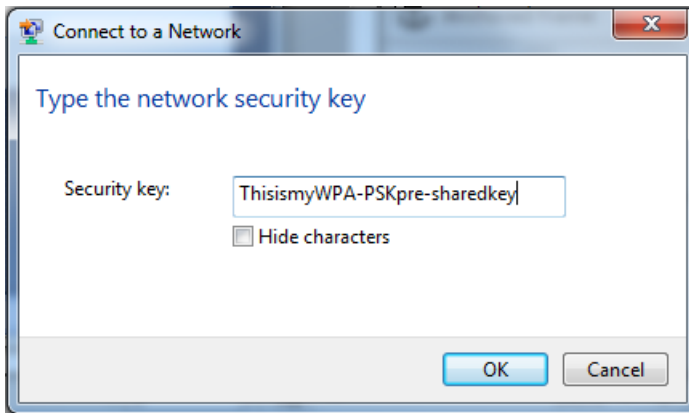 Connect to a Network
Type the network security key
Security key: ThisismyWPA-PSKpre-sharedkey
Hide characters
OK Cancel